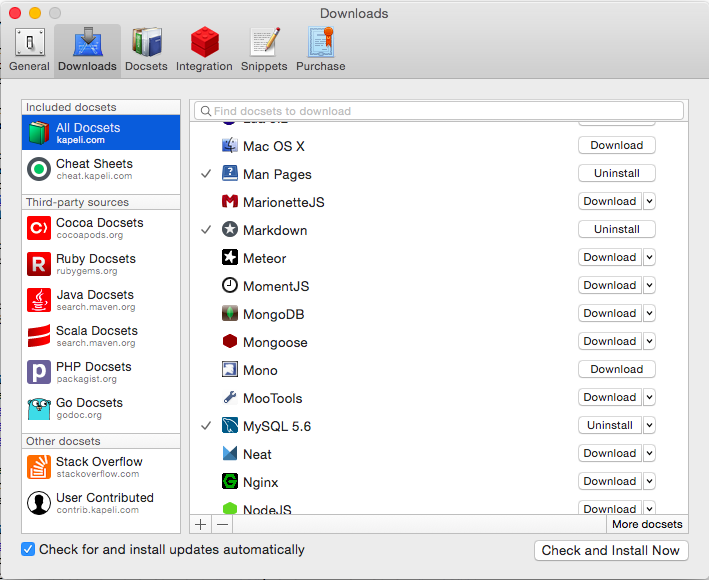 Downloads
General Downloads Docsets Integration Snippets Purchase
Included docsets
All Docsets
kapeli.com
Cheat Sheets
cheat.kapeli.com
Third-party sources
Cocoa Docsets
cocoapods.org
Ruby Docsets
rubygems.org
Java Docsets
search.maven.org
Scala Docsets
search.maven.org
PHP Docsets
packagist.org
Go Docsets
godoc.org
Other docsets
Stack Overflow
stackoverflow.com
User Contributed
contrib.kapeli.com
Find docsets to download
Mac OS X Download
Man Pages Uninstall
MarionetteJS Download
Markdown Uninstall
Meteor Download
MomentJS Download
MongoDB Download
Mongoose Download
Mono Download
MooTools Download
MySQL 5.6 Uninstall
Neat Download
Nginx Download
NodeJS Download
More docsets
Check for and install updates automatically
Check and Install Now